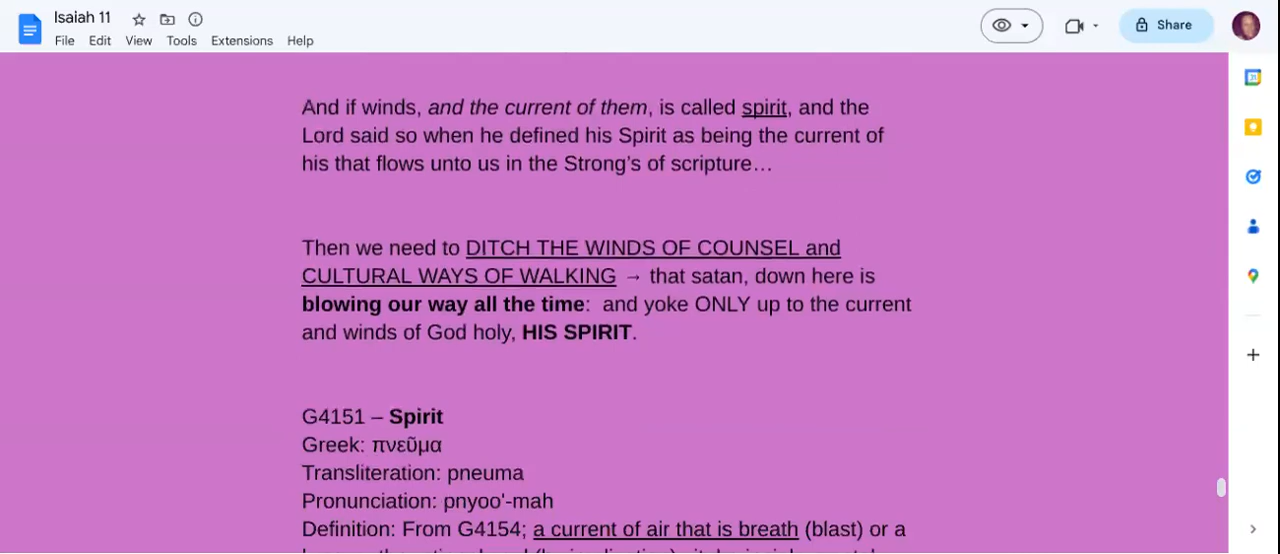 Isaiah 11
File Edit View Tools Extensions Help
Share
And if winds, and the current of them, is called spirit, and the
Lord said so when he defined his Spirit as being the current of
his that flows unto us in the Strong's of scripture…
Then we need to DITCH THE WINDS OF COUNSEL and
CULTURAL WAYS OF WALKING → that satan, down here is
blowing our way all the time:  and yoke ONLY up to the current
and winds of God holy, HIS SPIRIT.
G4151 – Spirit
Greek: πνεῦμα
Transliteration: pneuma
Pronunciation: pnyoo'-mah
Definition: From G4154; a current of air that is breath (blast) or a